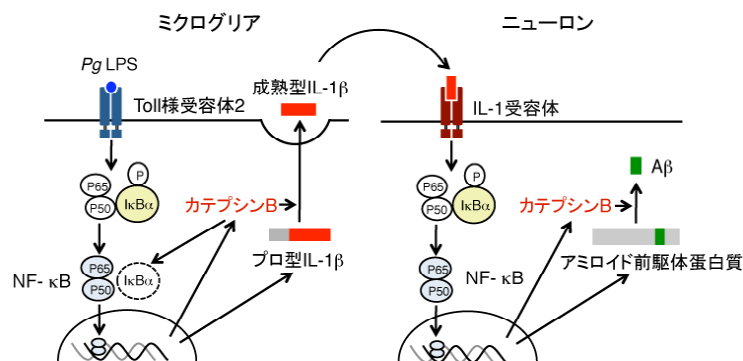 ミクログリア
ニューロン
Pg LPS
Toll様受容体2
成熟型IL-1β
IL-1受容体
P65
P50
P
IκBα
カテプシンB
プロ型IL-1β
NF- κB
P65
P50
IκBα
P65
P50
P
IκBα
カテプシンB
Aβ
アミロイド前駆体蛋白質
P65
P50
NF- κB